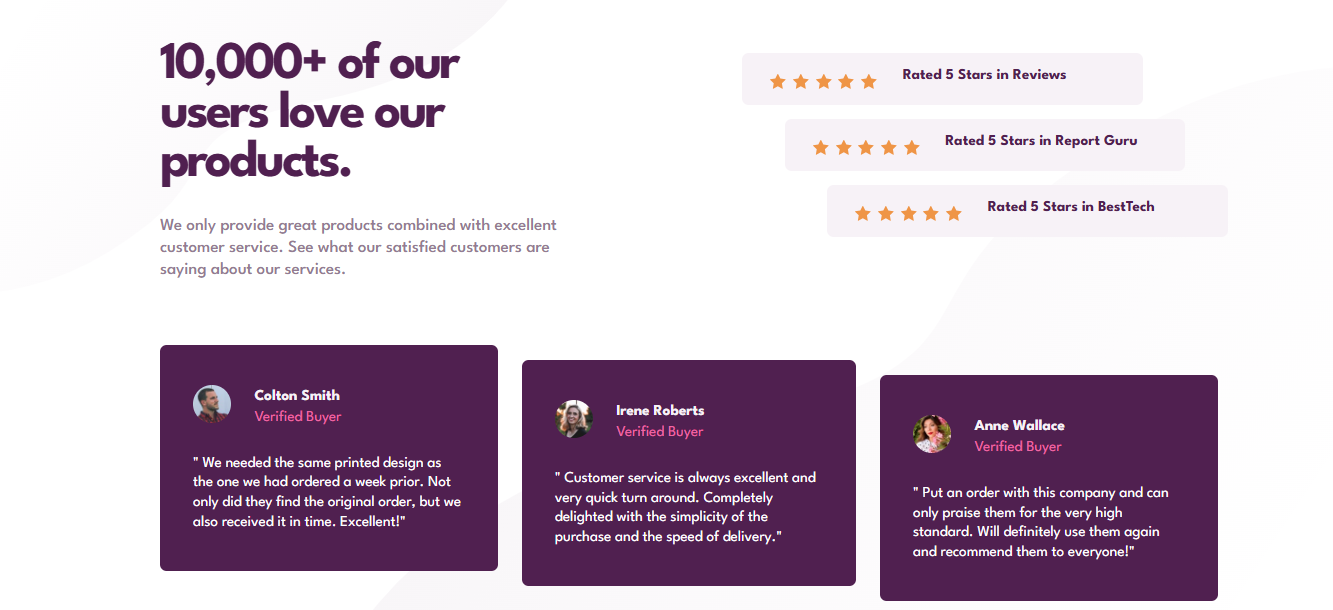 10,000+ of our
users love our
products.
We only provide great products combined with excellent
customer service. See what our satisfied customers are
saying about our services.
Rated 5 Stars in Reviews
Rated 5 Stars in Report Guru
Rated 5 Stars in BestTech
Colton Smith
Verified Buyer
" We needed the same printed design as
the one we had ordered a week prior. Not
only did they find the original order, but we
also received it in time. Excellent!"
Irene Roberts
Verified Buyer
" Customer service is always excellent and
very quick turn around. Completely
delighted with the simplicity of the
purchase and the speed of delivery."
Anne Wallace
Verified Buyer
" Put an order with this company and can
only praise them for the very high
standard. Will definitely use them again
and recommend them to everyone!"